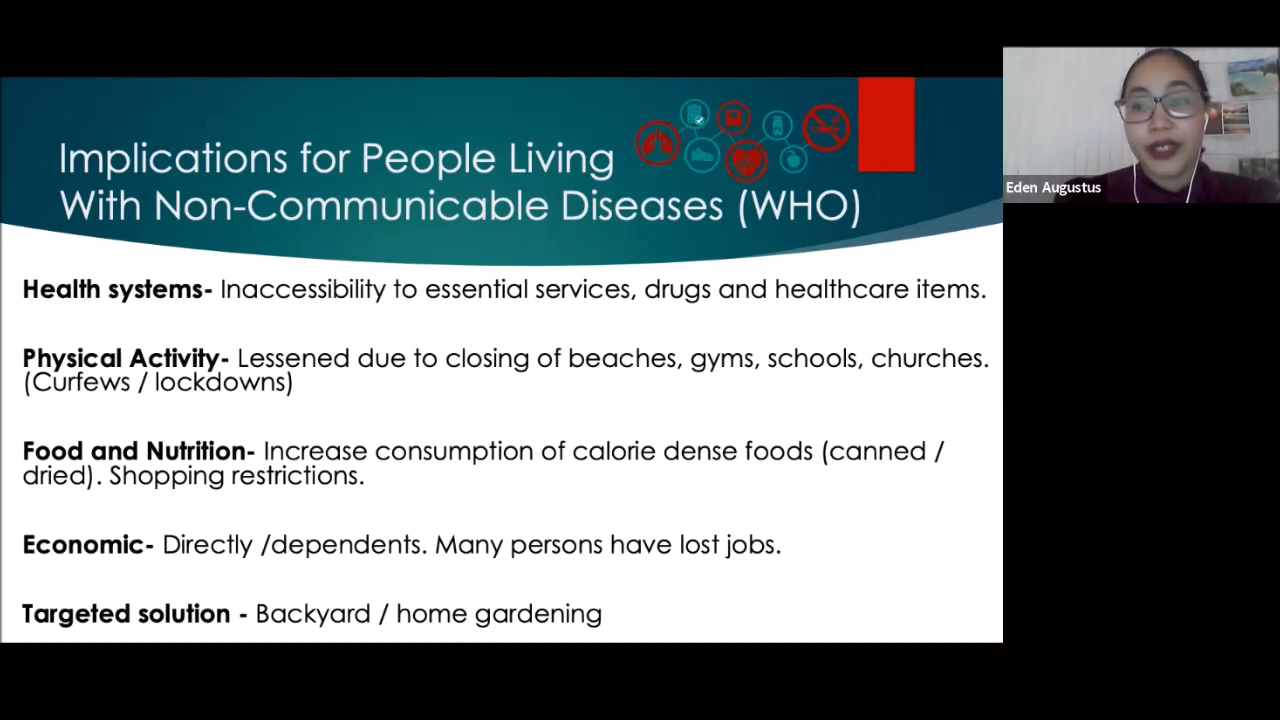 Implications for People Living
With Non-Communicable Diseases (WHO)
Eden Augustus
Health systems- Inaccessibility to essential services, drugs and healthcare items.
Physical Activity- Lessened due to closing of beaches, gyms, schools, churches.
(Curfews / lockdowns)
Food and Nutrition- Increase consumption of calorie dense foods (canned /
dried). Shopping restrictions.
Economic- Directly /dependents. Many persons have lost jobs.
Targeted solution - Backyard / home gardening